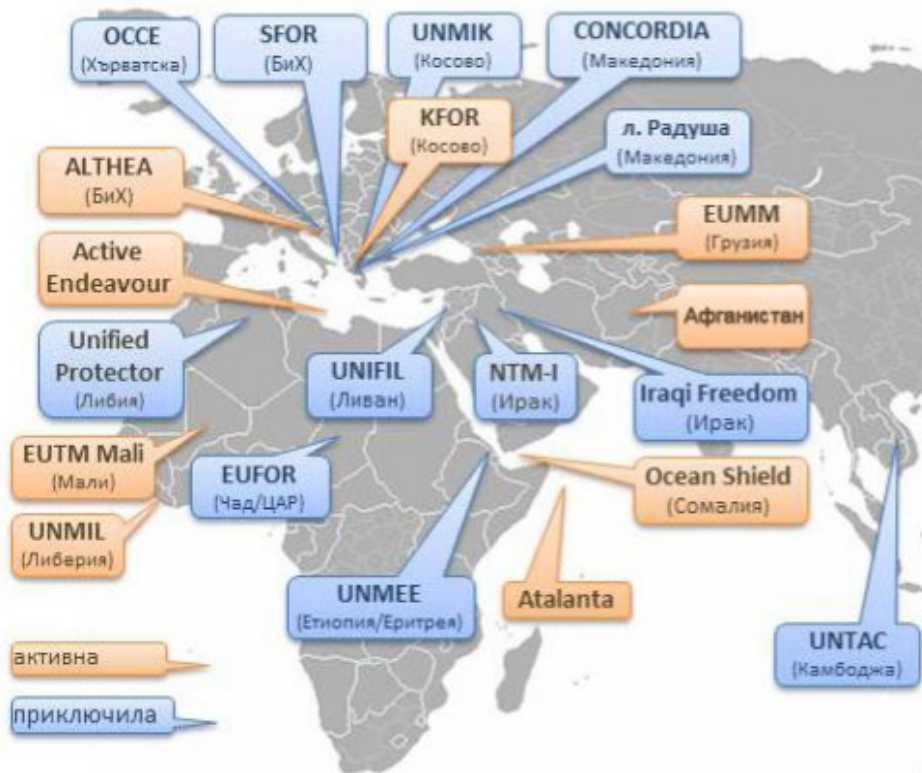 OCCE
(Хърватска)
SFOR
(БиХ)
UNMIK
(Косово)
CONCORDIA
(Македония)
KFOR
(Косово)
л. Радуша
(Македония)
ALTHEA
(БиХ)
EUMM
(Грузия)
Active
Endeavour
Афганистан
Unified
Protector
(Либия)
UNIFIL
(Ливан)
NTM-I
(Ирак)
Iraqi Freedom
(Ирак)
EUTM Mali
(Мали)
EUFOR
(Чад/ЦАР)
Ocean Shield
(Сомалия)
UNMIL
(Либерия)
UNMEE
(Етиопия/Еритрея)
Atalanta
UNTAC
(Камбоджа)
активна
приключила